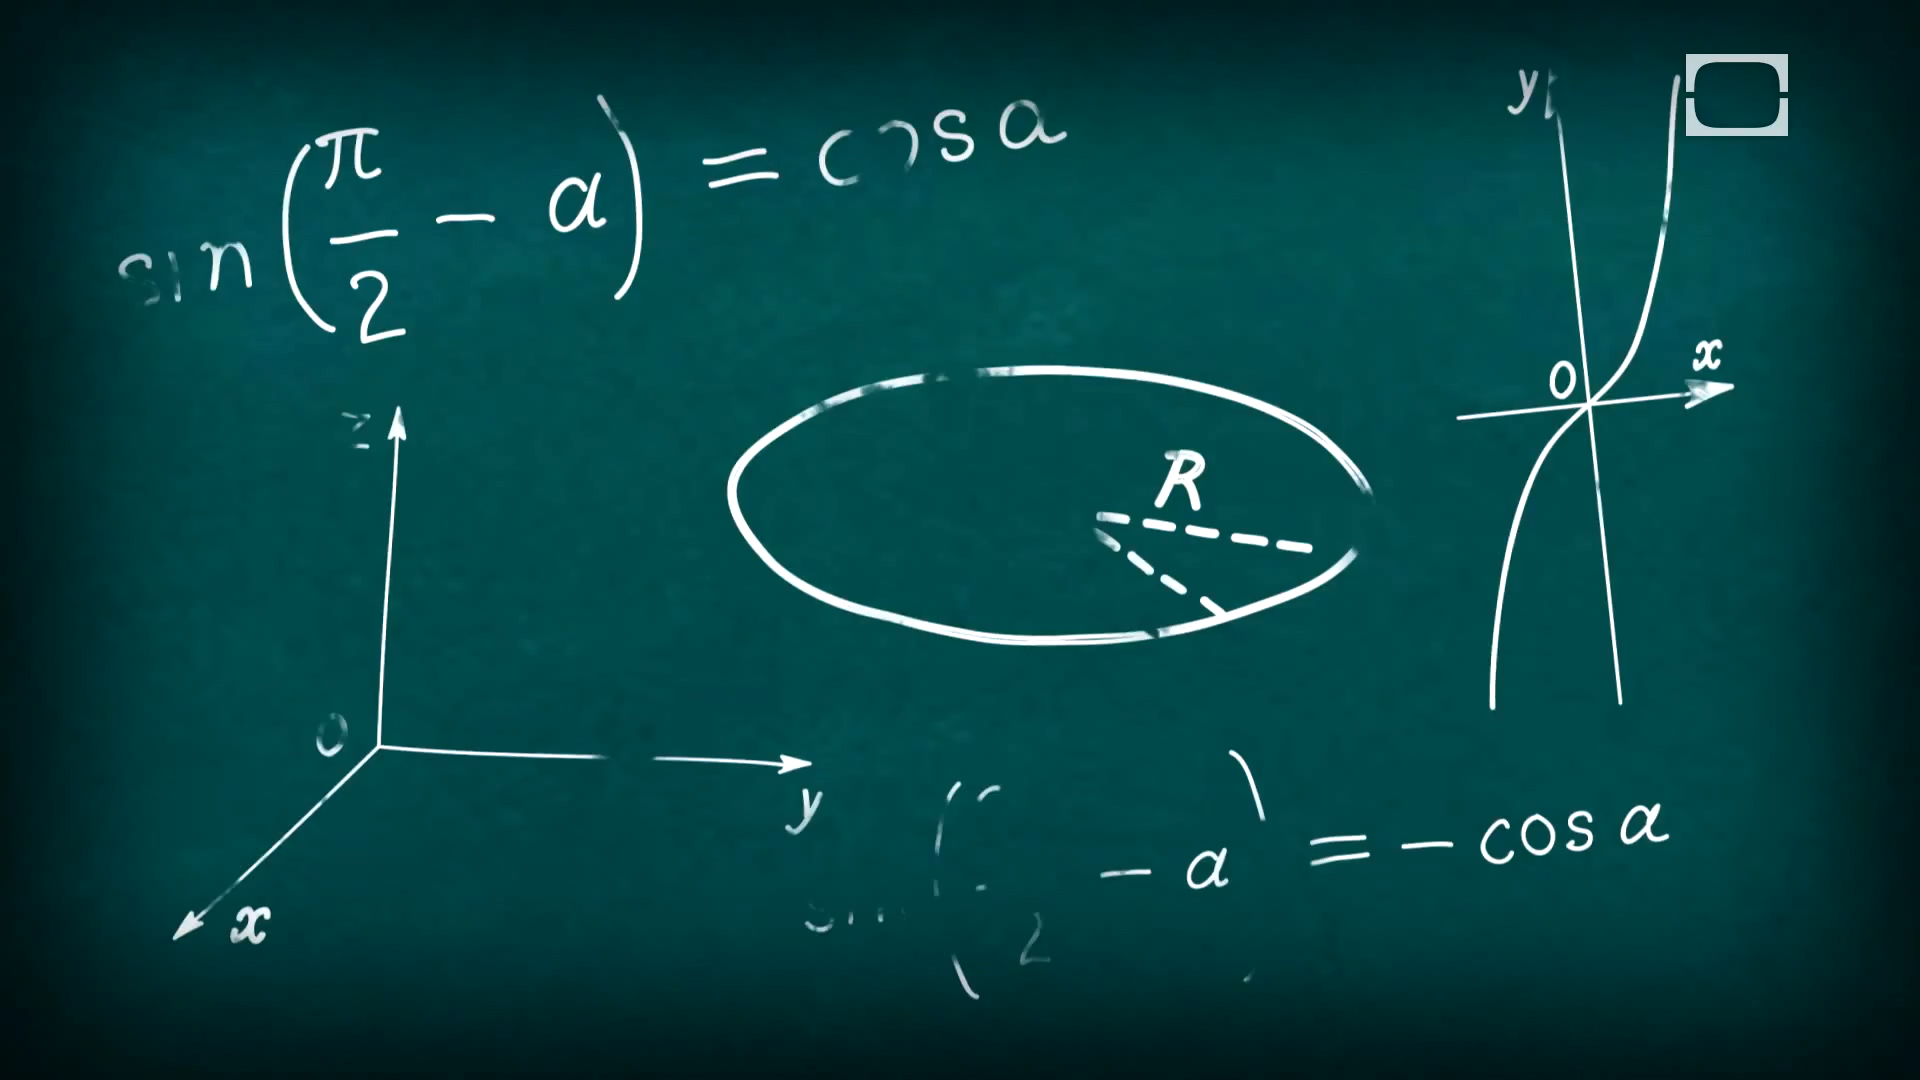 sin(π/2 - a) = cos a
y
x
0
R
z
0
y
x
- a) = - cos a